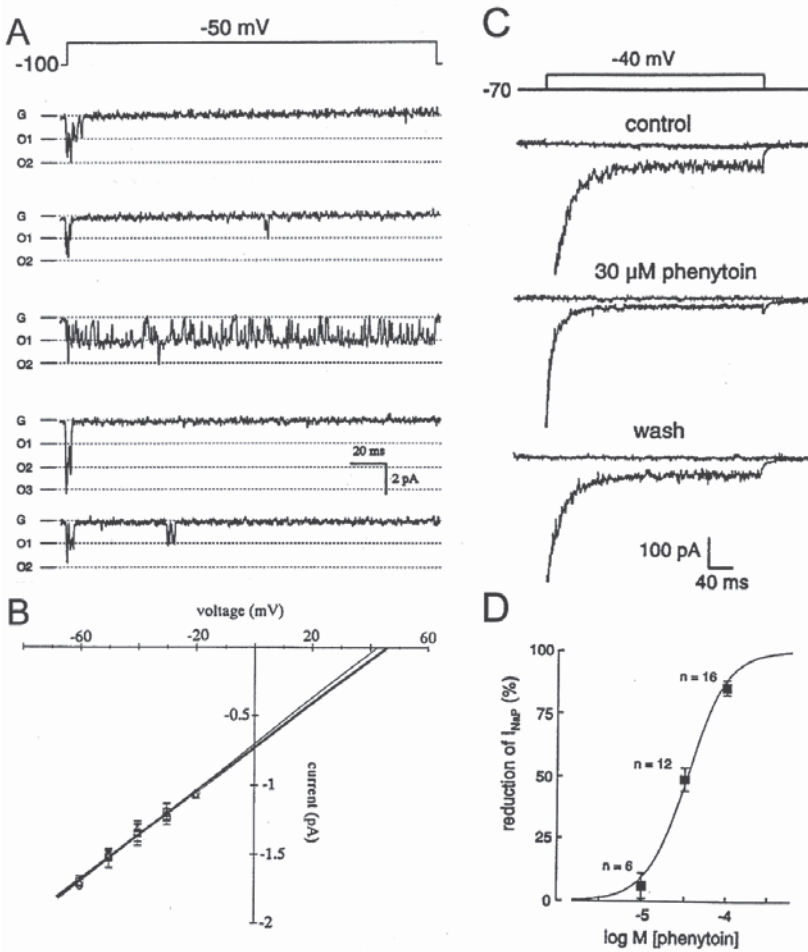 A
-50 mV
-100
G
O1
O2
G
O1
O2
G
O1
O2
G
O1
O2
O3
20 ms
2 pA
G
O1
O2
B
voltage (mV)
-60
-20
20
60
-0.5
-1
-1.5
-2
current (pA)
C
-40 mV
-70
control
30 µM phenytoin
wash
100 pA
40 ms
D
100
75
50
25
0
reduction of INaP (%)
n = 16
n = 12
n = 6
-5
-4
log M [phenytoin]